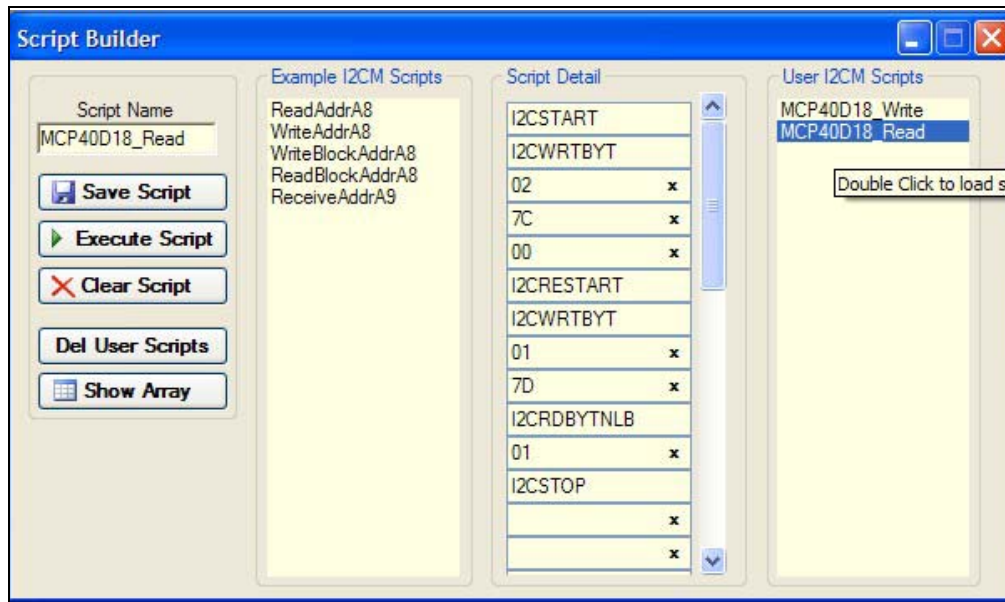 Script Builder
Script Name
MCP40D18_Read
Save Script
Execute Script
Clear Script
Del User Scripts
Show Array
Example I2CM Scripts
ReadAddrA8
WriteAddrA8
WriteBlockAddrA8
ReadBlockAddrA8
ReceiveAddrA9
Script Detail
I2CSTART
I2CWRTBYT
02 x
7C x
00 x
I2CRESTART
I2CWRTBYT
01 x
7D x
I2CRDBYTNLB
01 x
I2CSTOP
x
x
User I2CM Scripts
MCP40D18_Write
MCP40D18_Read
Double Click to load s